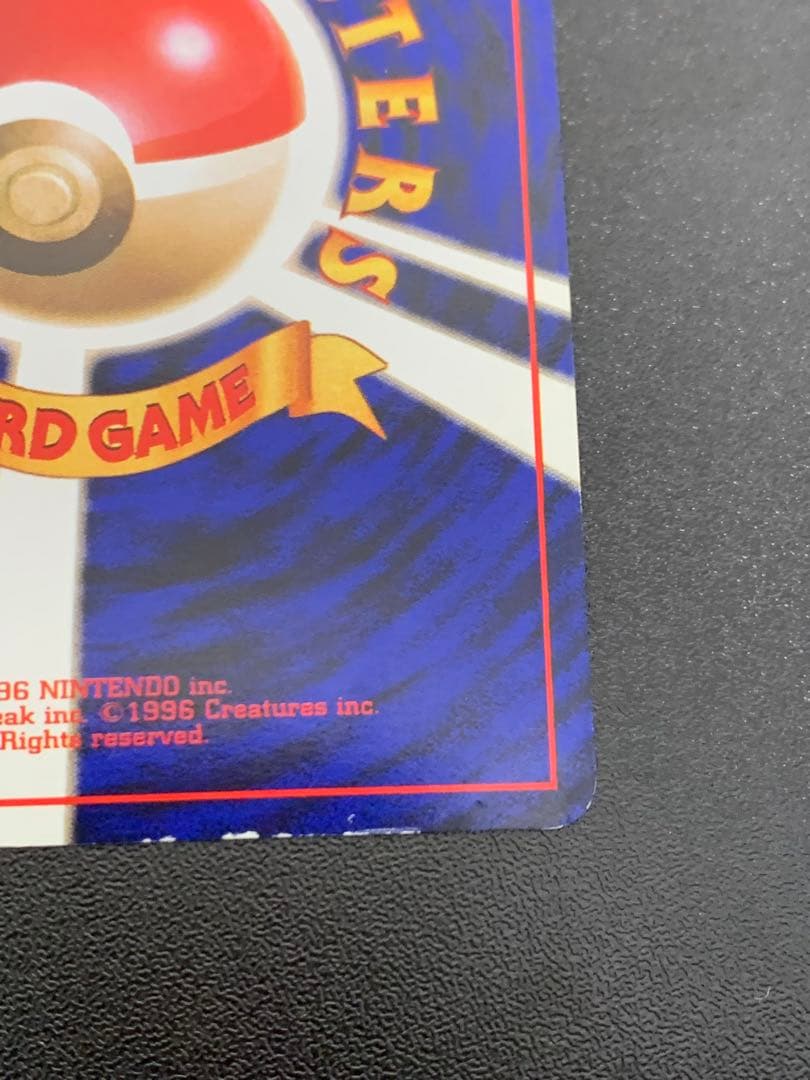 TERS
RD GAME
96 NINTENDO inc.
eak inc. ©1996 Creatures inc.
Rights reserved.